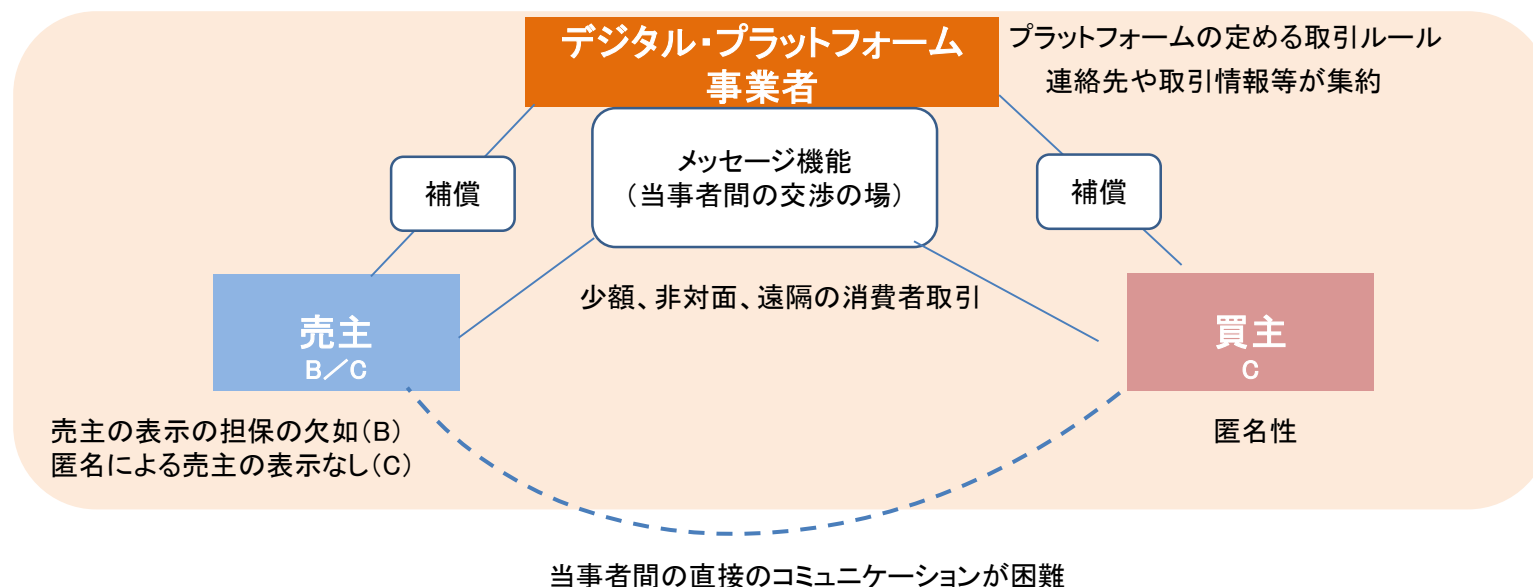 デジタル・プラットフォーム
事業者
プラットフォームの定める取引ルール
連絡先や取引情報等が集約
メッセージ機能
（当事者間の交渉の場）
補償
補償
少額、非対面、遠隔の消費者取引
売主
B／C
買主
C
売主の表示の担保の欠如（B）
匿名による売主の表示なし（C）
匿名性
当事者間の直接のコミュニケーションが困難